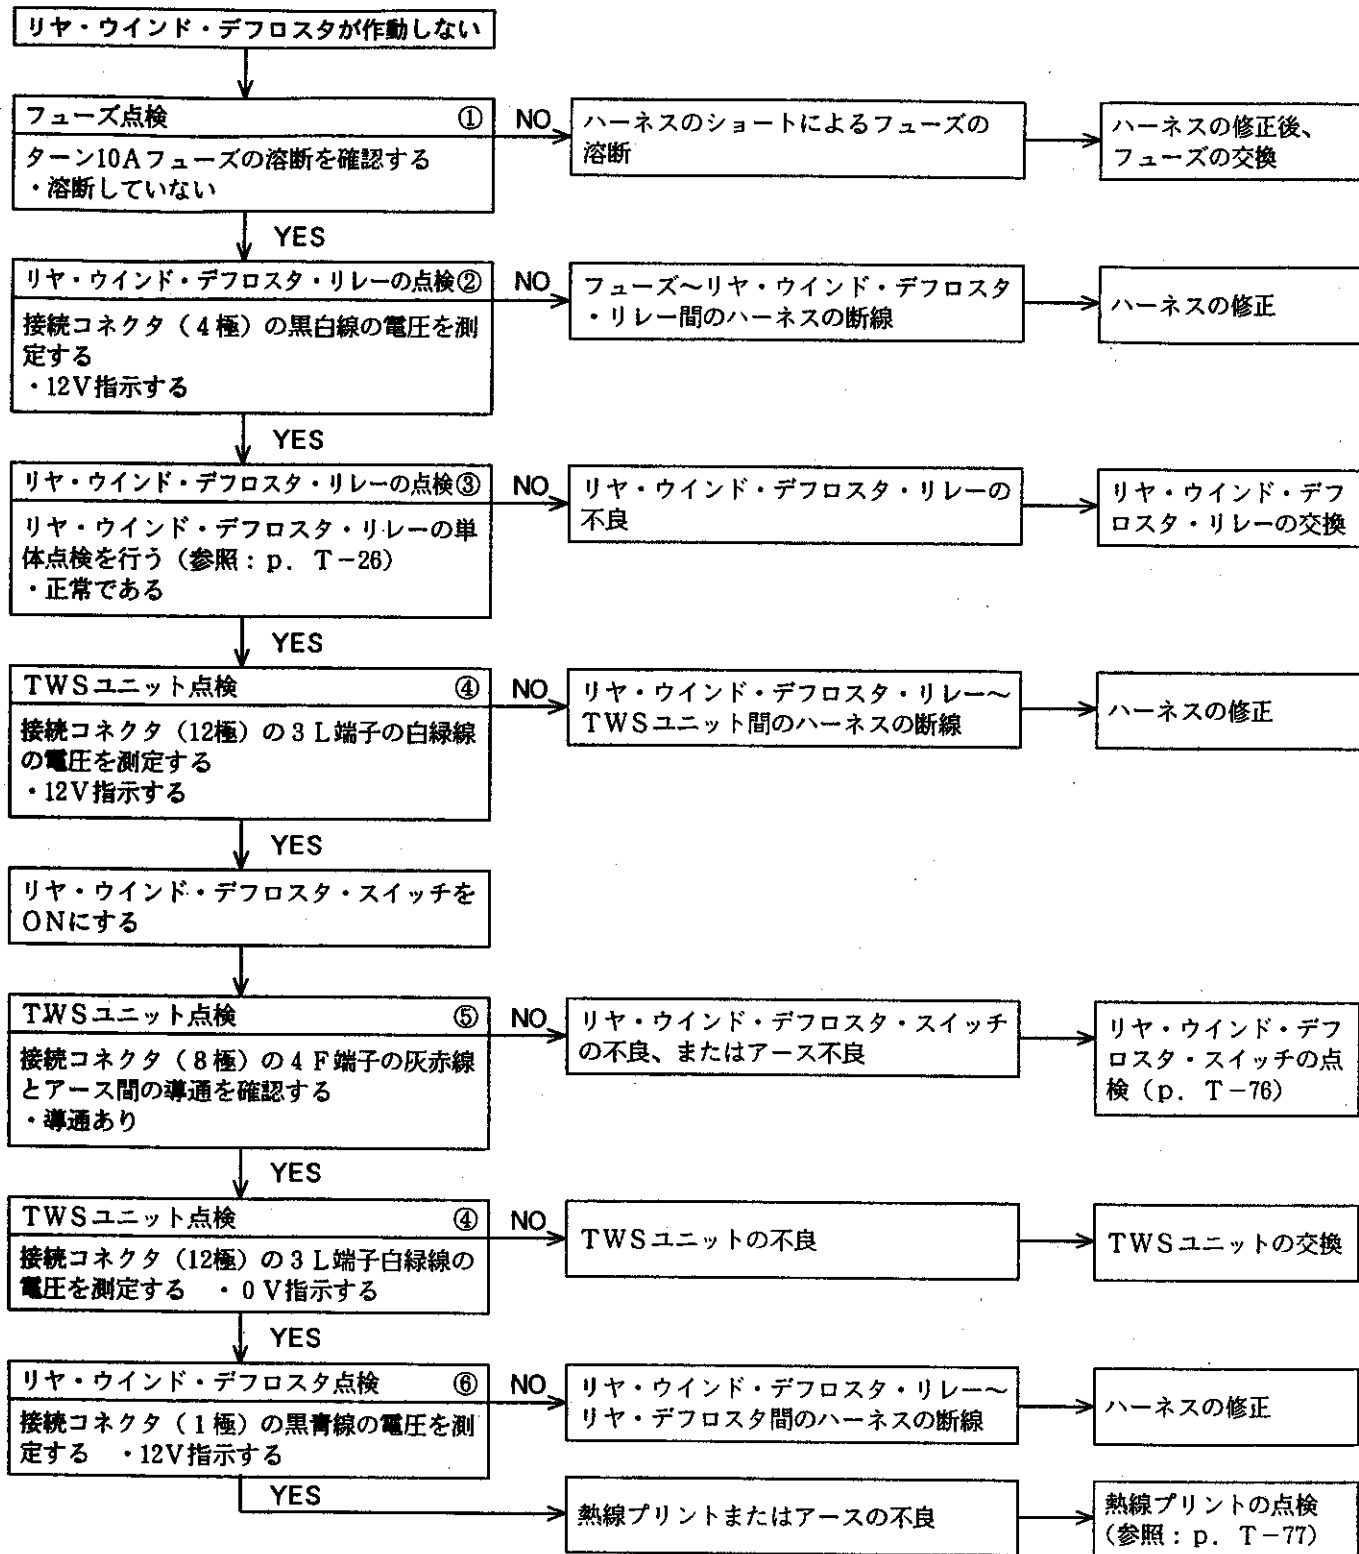 リヤ・ウインド・デフロスタが作動しない
フューズ点検 ①
ターン10Aフューズの溶断を確認する
・溶断していない
NO
ハーネスのショートによるフューズの
溶断
ハーネスの修正後、
フューズの交換
YES
リヤ・ウインド・デフロスタ・リレーの点検②
接続コネクタ（4極）の黒白線の電圧を測
定する
・12V指示する
NO
フューズ〜リヤ・ウインド・デフロスタ
・リレー間のハーネスの断線
ハーネスの修正
YES
リヤ・ウインド・デフロスタ・リレーの点検③
リヤ・ウインド・デフロスタ・リレーの単
体点検を行う（参照：p. T-26）
・正常である
NO
リヤ・ウインド・デフロスタ・リレーの
不良
リヤ・ウインド・デフ
ロスタ・リレーの交換
YES
TWSユニット点検 ④
接続コネクタ（12極）の3L端子の白緑線
の電圧を測定する
・12V指示する
NO
リヤ・ウインド・デフロスタ・リレー〜
TWSユニット間のハーネスの断線
ハーネスの修正
YES
リヤ・ウインド・デフロスタ・スイッチを
ONにする
TWSユニット点検 ⑤
接続コネクタ（8極）の4F端子の灰赤線
とアース間の導通を確認する
・導通あり
NO
リヤ・ウインド・デフロスタ・スイッチ
の不良、またはアース不良
リヤ・ウインド・デフ
ロスタ・スイッチの点
検（p. T-76）
YES
TWSユニット点検 ④
接続コネクタ（12極）の3L端子白緑線の
電圧を測定する ・0V指示する
NO
TWSユニットの不良
TWSユニットの交換
YES
リヤ・ウインド・デフロスタ点検 ⑥
接続コネクタ（1極）の黒青線の電圧を測
定する ・12V指示する
NO
リヤ・ウインド・デフロスタ・リレー〜
リヤ・デフロスタ間のハーネスの断線
ハーネスの修正
YES
熱線プリントまたはアースの不良
熱線プリントの点検
（参照：p. T-77）